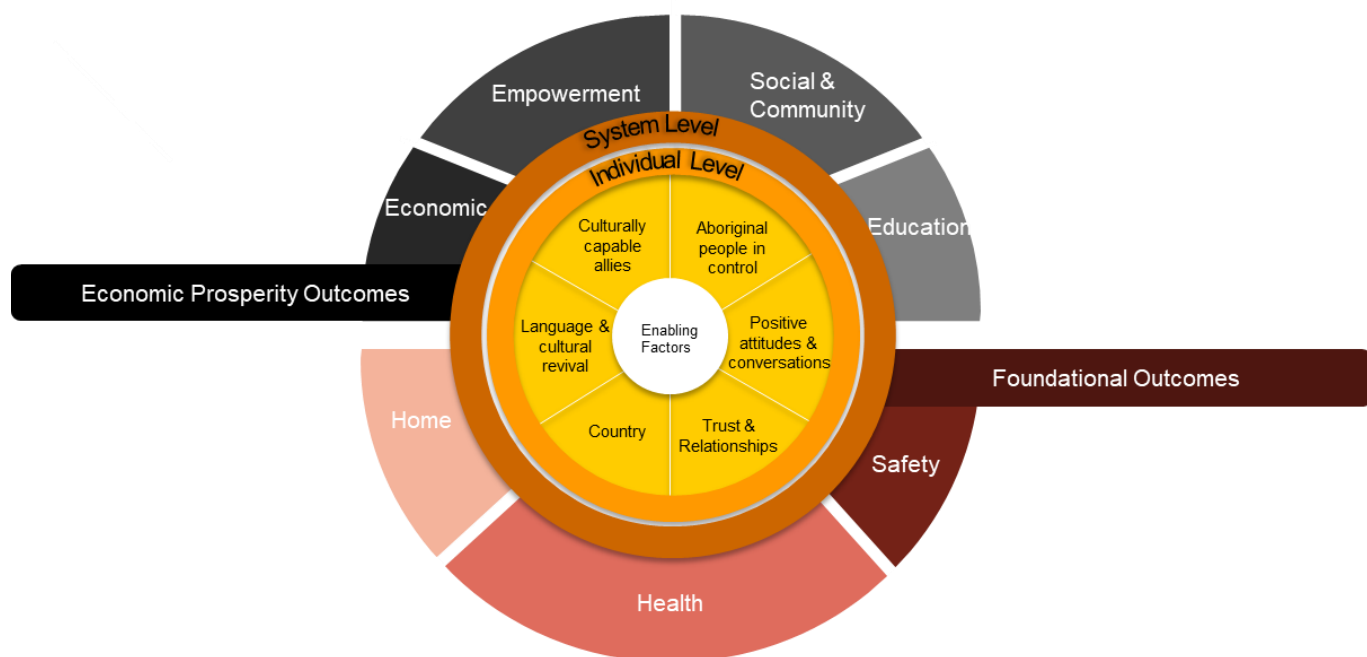 Empowerment
Social &
Community
System Level
Individual Level
Economic
Education
Culturally
capable
allies
Aboriginal
people in
control
Economic Prosperity Outcomes
Language &
cultural
revival
Enabling
Factors
Positive
attitudes &
conversations
Foundational Outcomes
Home
Country
Trust &
Relationships
Safety
Health